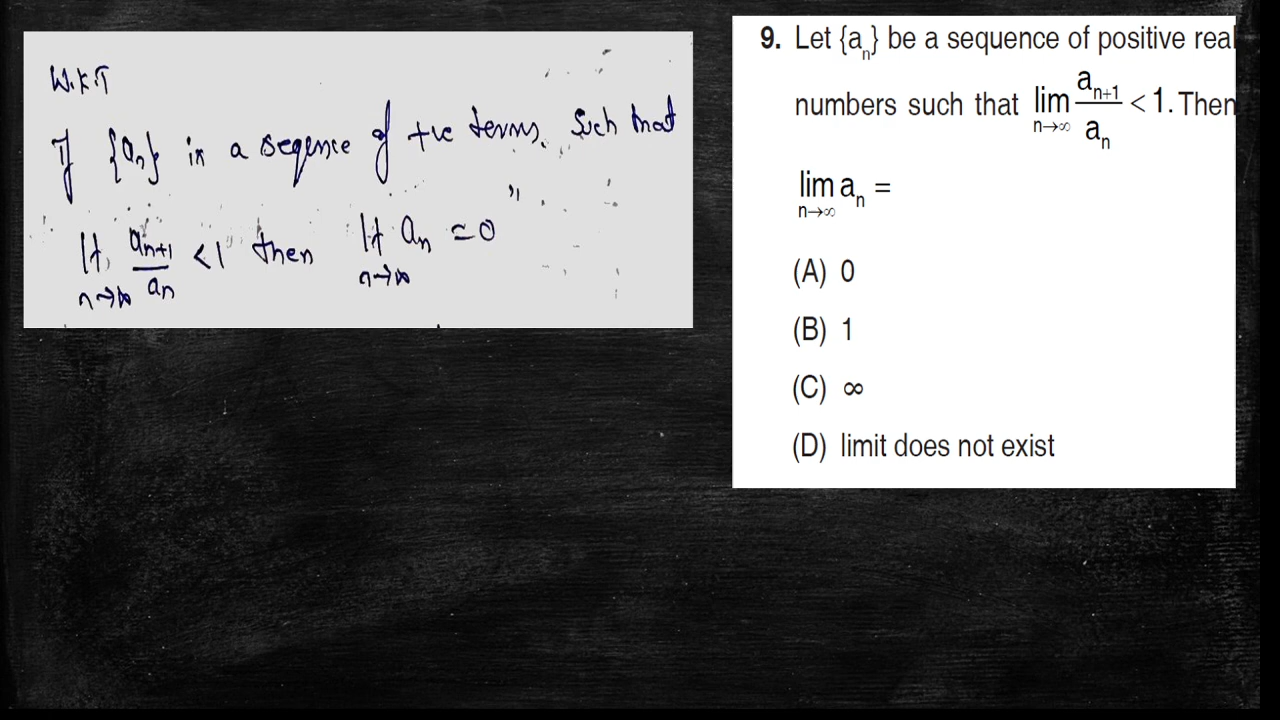 W.K.T
If {an} is a seqence of +ve terms. Such that
lt n→∞ an+1/an <1 then lt n→∞ an =0"
9. Let {an} be a sequence of positive real
numbers such that lim n→∞ an+1/an < 1. Then
lim n→∞ an =
(A) 0
(B) 1
(C) ∞
(D) limit does not exist